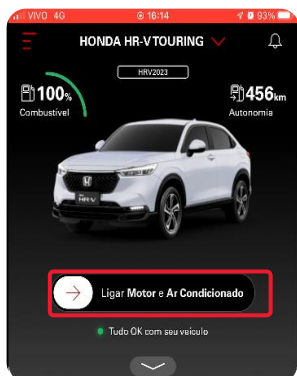 VIVO 4G 16:14 93%
HONDA HR-V TOURING
HRV2023
100%
Combustível
456km
Autonomia
HR-V
Ligar Motor e Ar Condicionado
Tudo OK com seu veículo